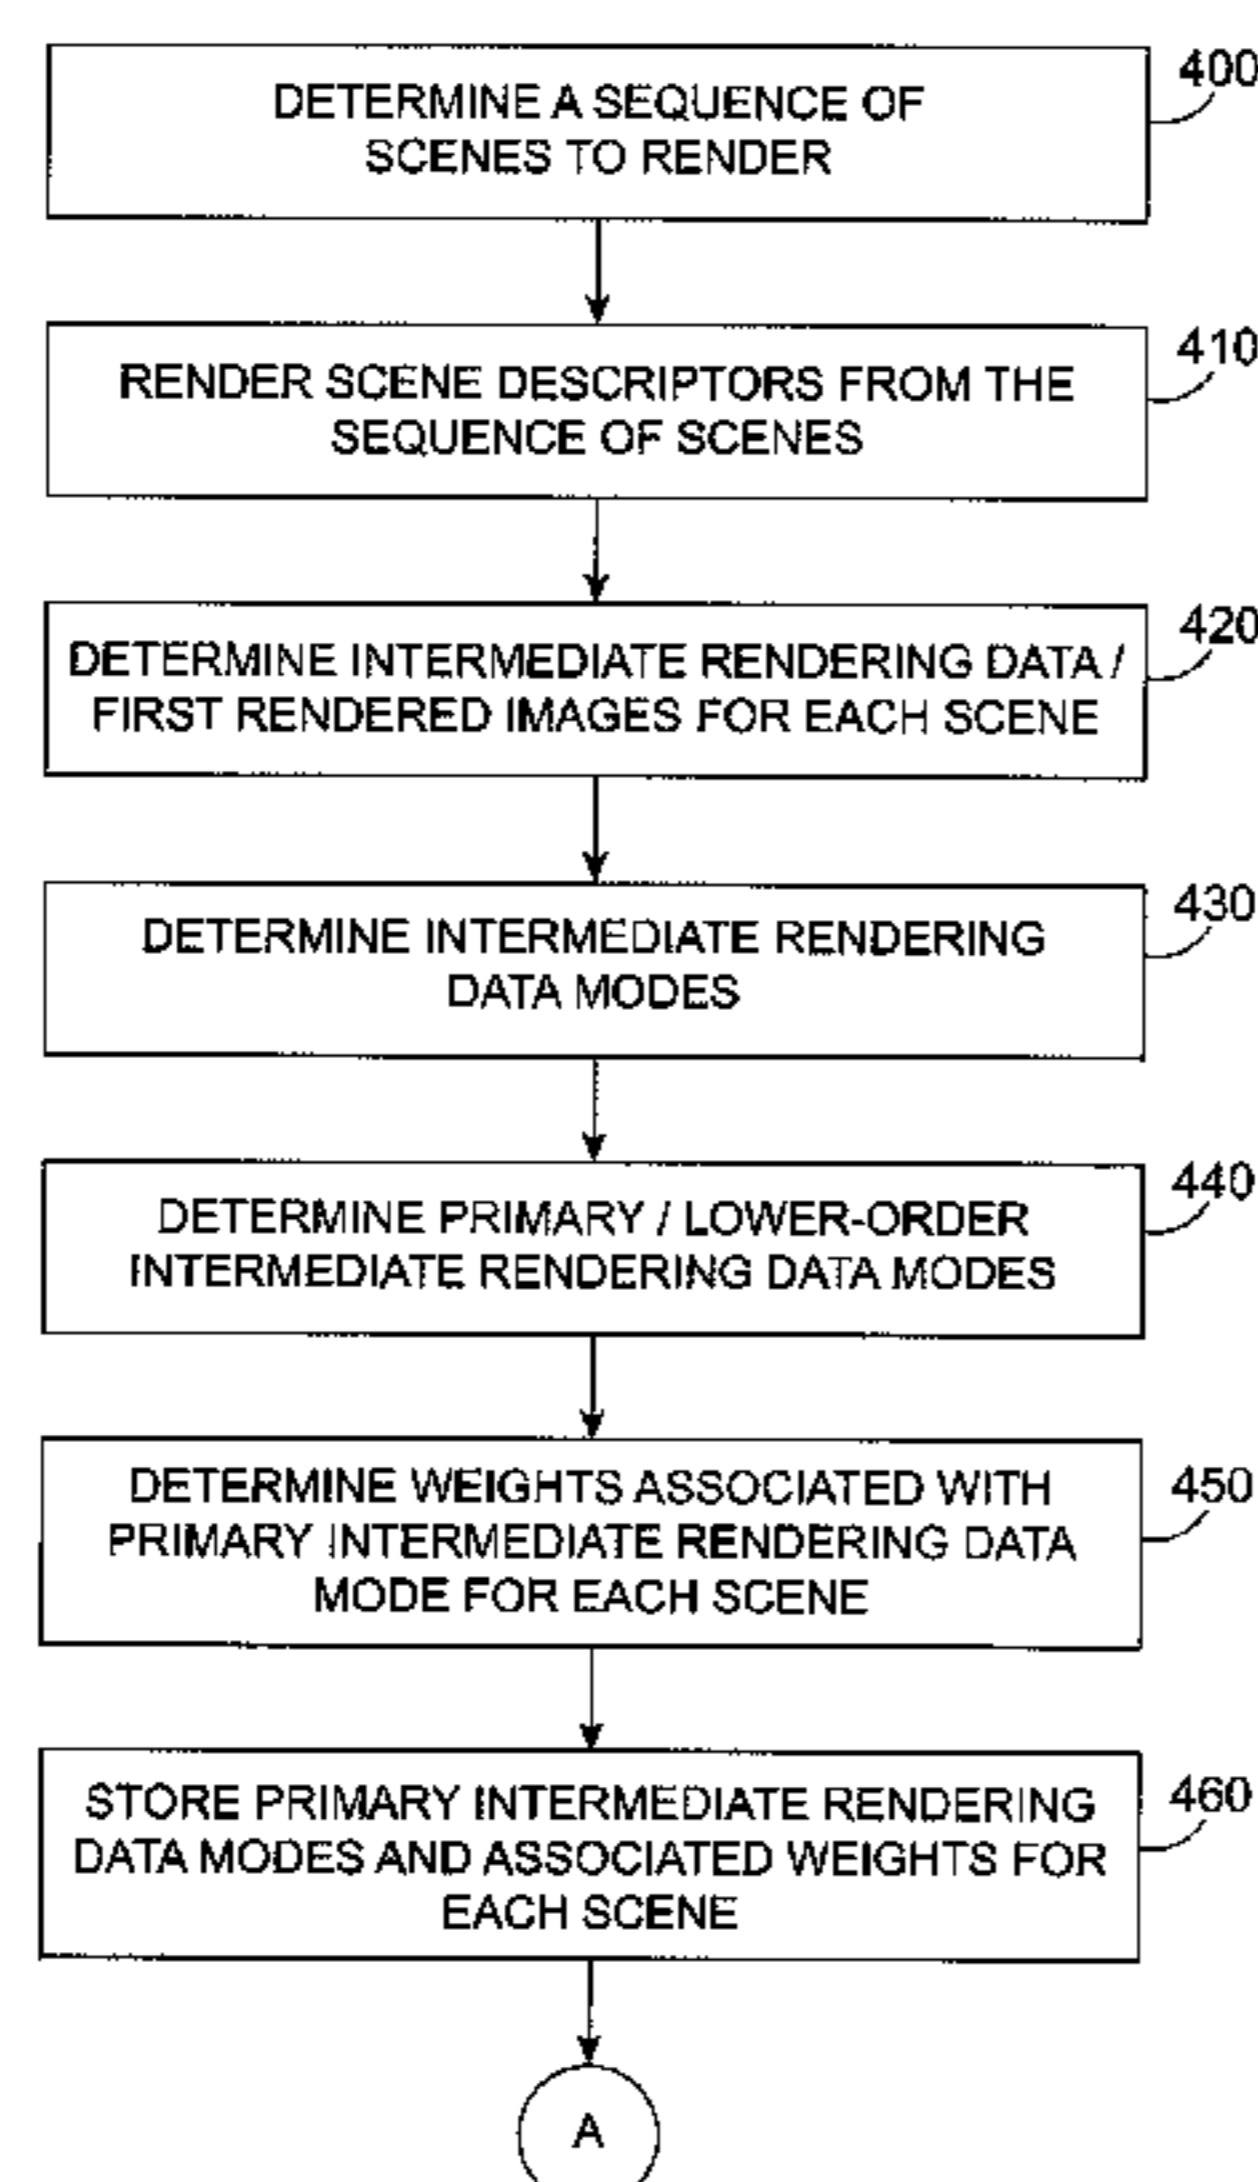 DETERMINE A SEQUENCE OF
SCENES TO RENDER
400
RENDER SCENE DESCRIPTORS FROM THE
SEQUENCE OF SCENES
410
DETERMINE INTERMEDIATE RENDERING DATA /
FIRST RENDERED IMAGES FOR EACH SCENE
420
DETERMINE INTERMEDIATE RENDERING
DATA MODES
430
DETERMINE PRIMARY / LOWER-ORDER
INTERMEDIATE RENDERING DATA MODES
440
DETERMINE WEIGHTS ASSOCIATED WITH
PRIMARY INTERMEDIATE RENDERING DATA
MODE FOR EACH SCENE
450
STORE PRIMARY INTERMEDIATE RENDERING
DATA MODES AND ASSOCIATED WEIGHTS FOR
EACH SCENE
460
A